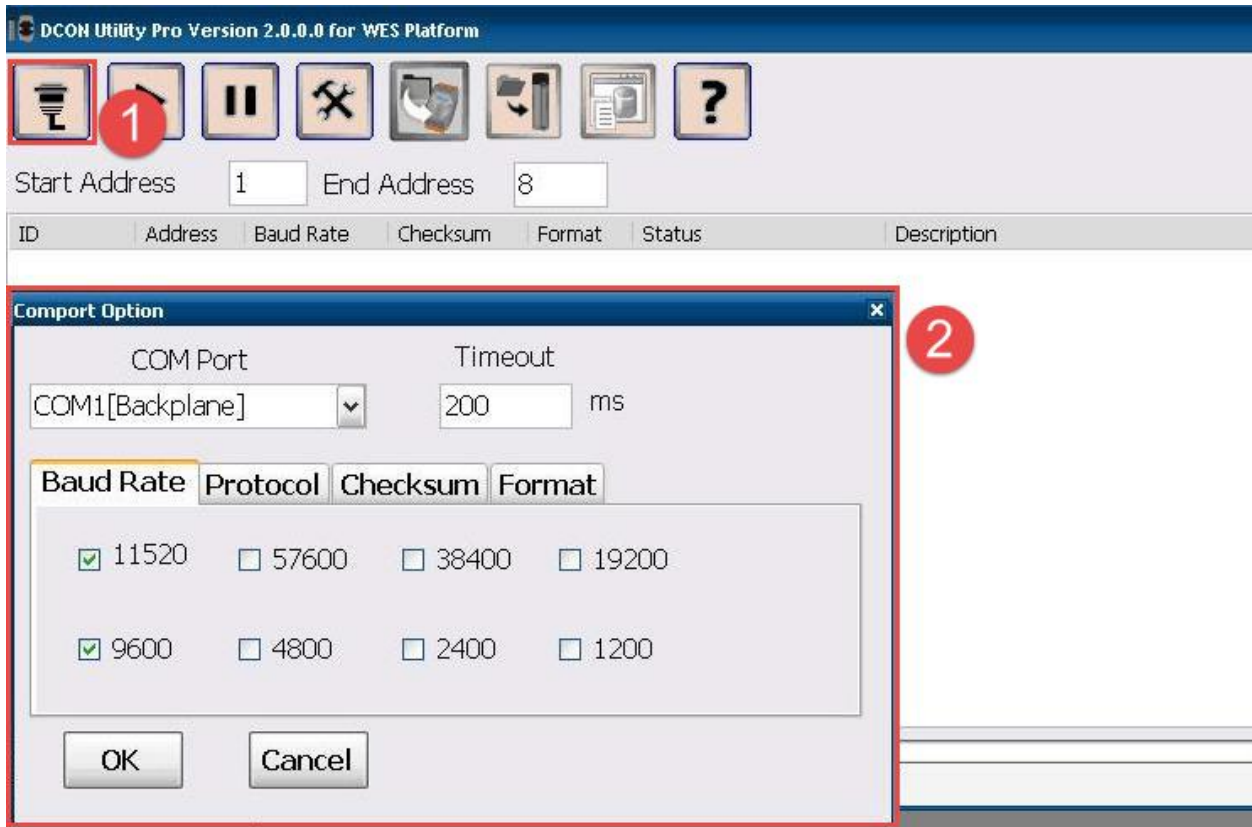 DCON Utility Pro Version 2.0.0.0 for WES Platform
1
?
Start Address 1 End Address 8
ID Address Baud Rate Checksum Format Status Description
Comport Option
2
COM Port Timeout
COM1[Backplane] 200 ms
Baud Rate Protocol Checksum Format
11520 57600 38400 19200
9600 4800 2400 1200
OK Cancel